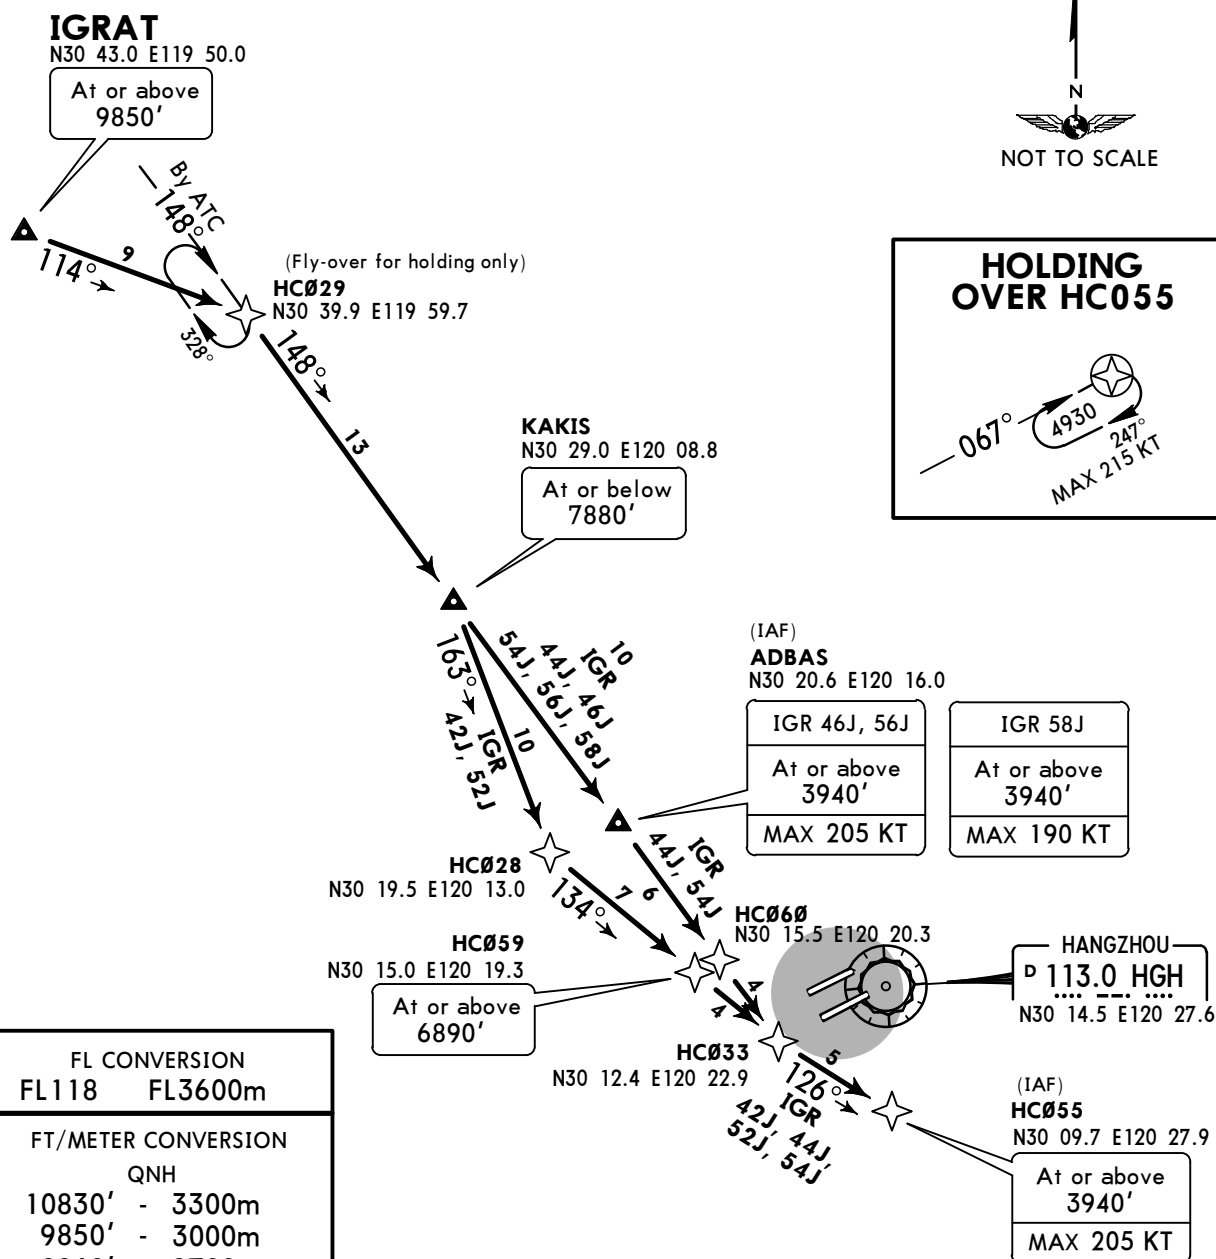 IGRAT
N30 43.0 E119 50.0
At or above
9850'
N
NOT TO SCALE
By ATC
148°
114°
9
328°
(Fly-over for holding only)
HCØ29
N30 39.9 E119 59.7
148°
13
HOLDING
OVER HC055
067°
4930
247°
MAX 215 KT
KAKIS
N30 29.0 E120 08.8
At or below
7880'
10
IGR
44J, 46J
54J, 56J, 58J
163°
10
IGR
42J, 52J
(IAF)
ADBAS
N30 20.6 E120 16.0
IGR 46J, 56J
At or above
3940'
MAX 205 KT
IGR 58J
At or above
3940'
MAX 190 KT
HCØ28
N30 19.5 E120 13.0
134°
7
6
IGR
44J, 54J
HCØ6Ø
N30 15.5 E120 20.3
HCØ59
N30 15.0 E120 19.3
At or above
6890'
4
4
HANGZHOU
D 113.0 HGH
N30 14.5 E120 27.6
HCØ33
N30 12.4 E120 22.9
5
126°
IGR
42J, 44J,
52J, 54J
(IAF)
HCØ55
N30 09.7 E120 27.9
At or above
3940'
MAX 205 KT
FL CONVERSION
FL118 FL3600m
FT/METER CONVERSION
QNH
10830' - 3300m
9850' - 3000m